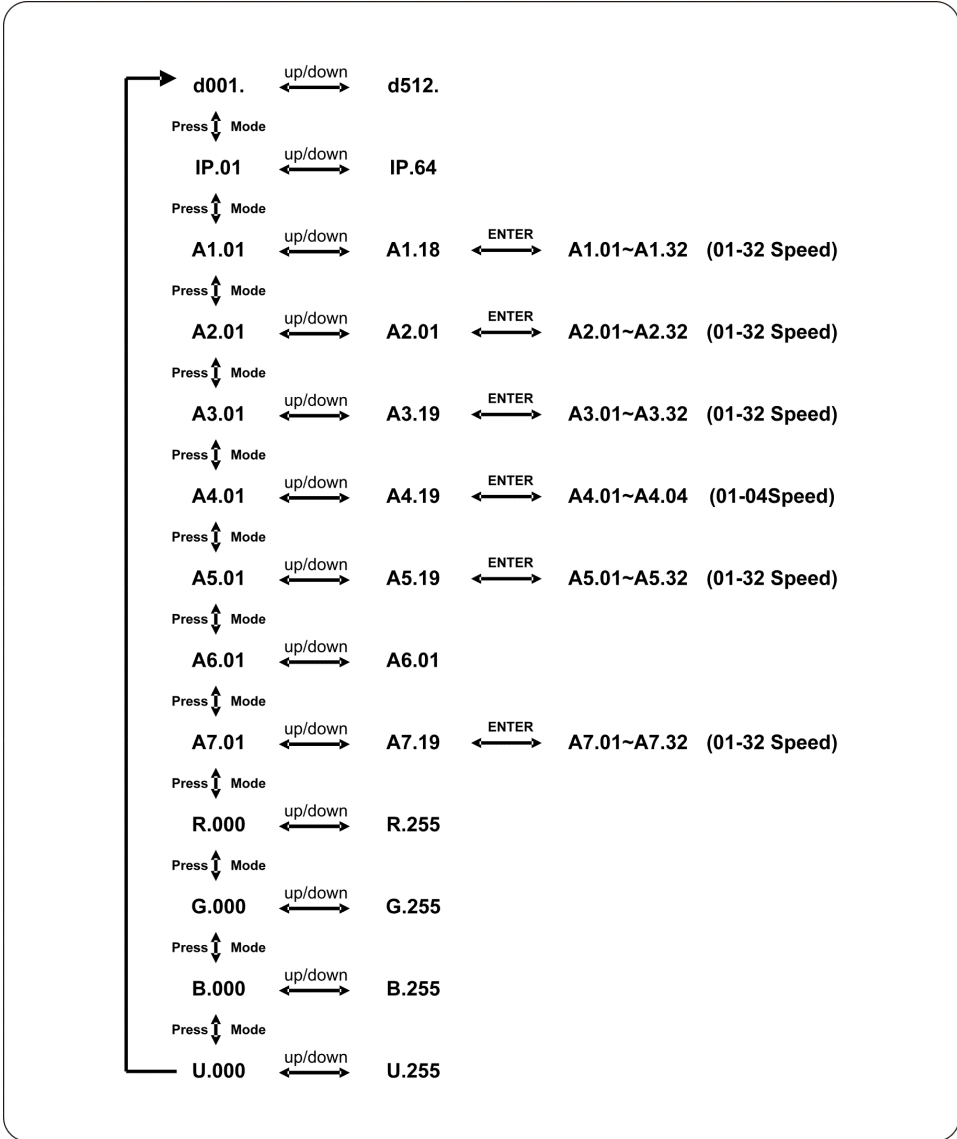 up/down
d001. d512.
Press Mode
up/down
IP.01 IP.64
Press Mode
up/down ENTER
A1.01 A1.18 A1.01~A1.32 (01-32 Speed)
Press Mode
up/down ENTER
A2.01 A2.01 A2.01~A2.32 (01-32 Speed)
Press Mode
up/down ENTER
A3.01 A3.19 A3.01~A3.32 (01-32 Speed)
Press Mode
up/down ENTER
A4.01 A4.19 A4.01~A4.04 (01-04Speed)
Press Mode
up/down ENTER
A5.01 A5.19 A5.01~A5.32 (01-32 Speed)
Press Mode
up/down
A6.01 A6.01
Press Mode
up/down ENTER
A7.01 A7.19 A7.01~A7.32 (01-32 Speed)
Press Mode
up/down
R.000 R.255
Press Mode
up/down
G.000 G.255
Press Mode
up/down
B.000 B.255
Press Mode
up/down
U.000 U.255